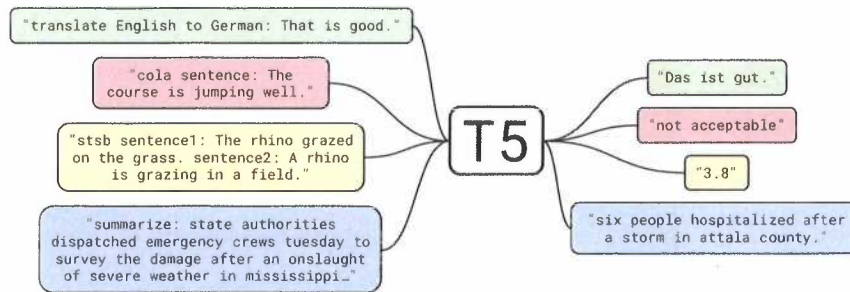 "translate English to German: That is good."
"cola sentence: The
course is jumping well."
"stsb sentence1: The rhino grazed
on the grass. sentence2: A rhino
is grazing in a field."
"summarize: state authorities
dispatched emergency crews tuesday to
survey the damage after an onslaught
of severe weather in mississippi…"
T5
"Das ist gut."
"not acceptable"
"3.8"
"six people hospitalized after
a storm in attala county."